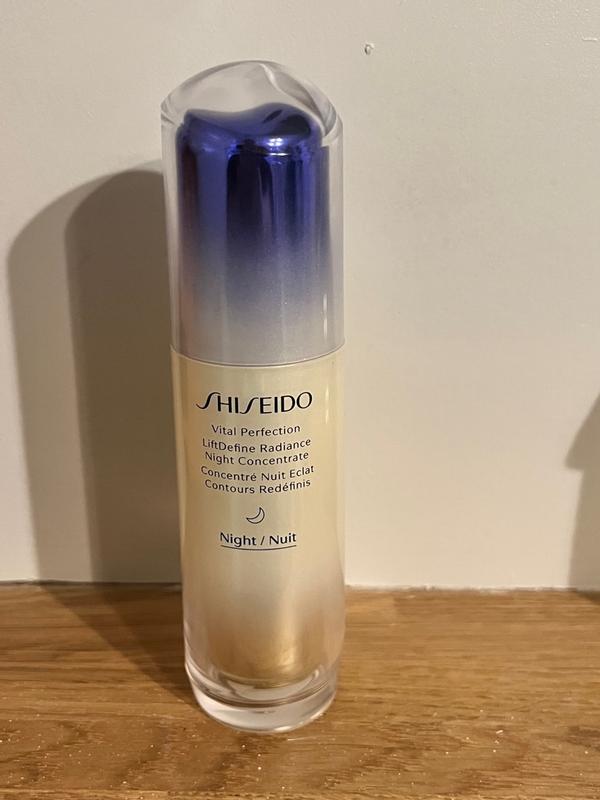 SHISEIDO
Vital Perfection
LiftDefine Radiance
Night Concentrate
Concentré Nuit Eclat
Contours Redéfinis
Night / Nuit